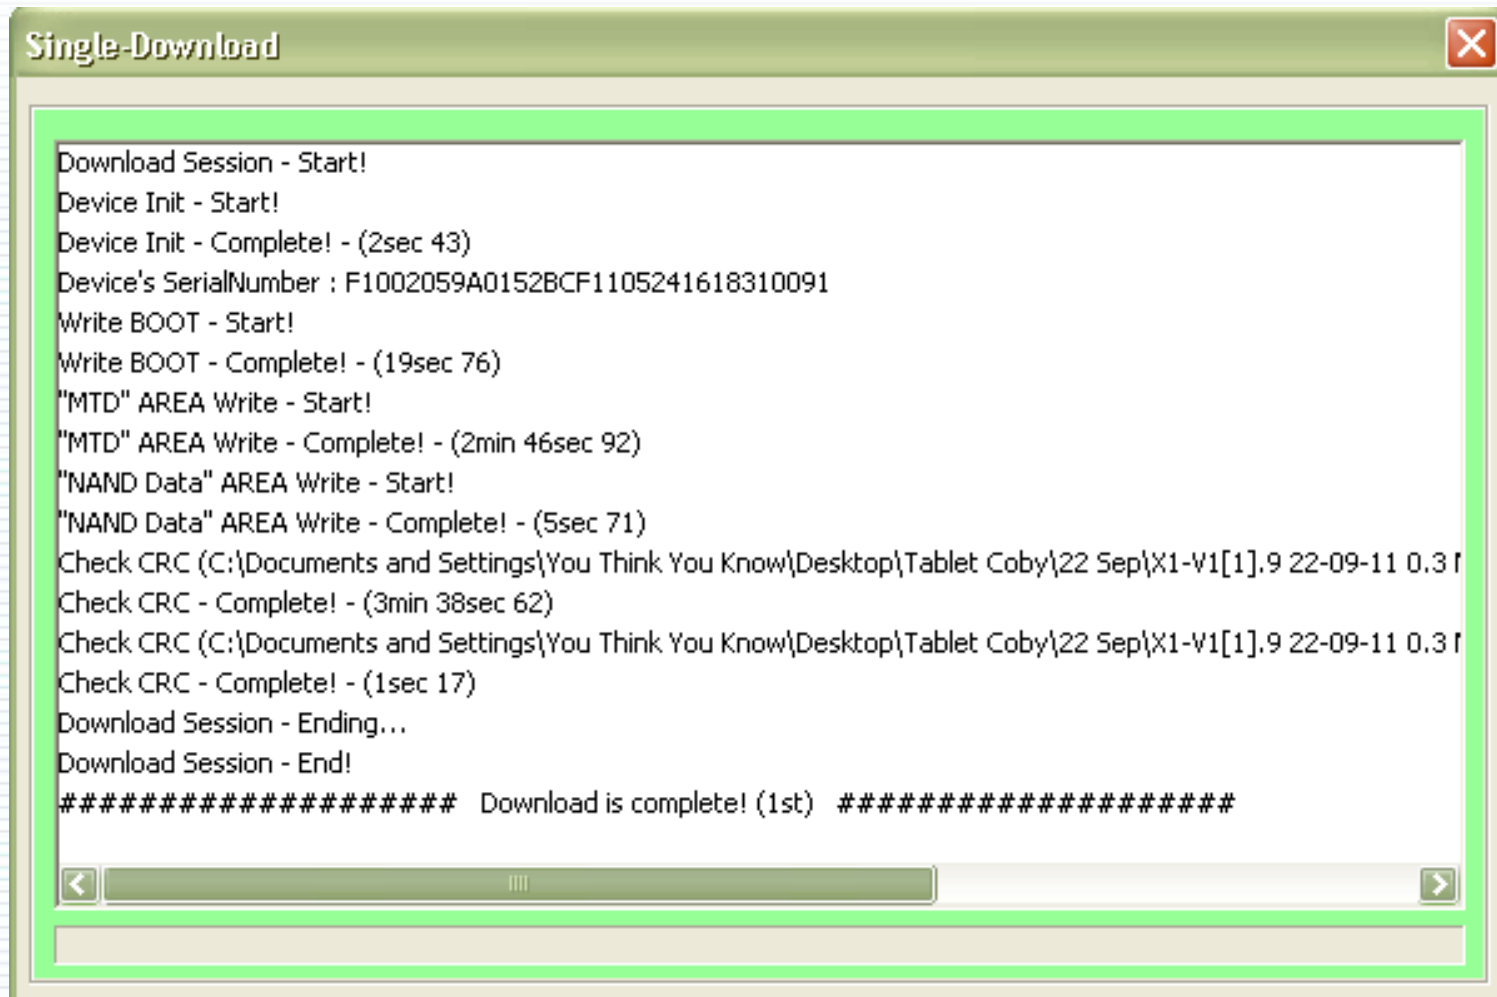 Single-Download
Download Session - Start!
Device Init - Start!
Device Init - Complete! - (2sec 43)
Device's SerialNumber : F1002059A0152BCF1105241618310091
Write BOOT - Start!
Write BOOT - Complete! - (19sec 76)
"MTD" AREA Write - Start!
"MTD" AREA Write - Complete! - (2min 46sec 92)
"NAND Data" AREA Write - Start!
"NAND Data" AREA Write - Complete! - (5sec 71)
Check CRC (C:\Documents and Settings\You Think You Know\Desktop\Tablet Coby\22 Sep\X1-V1[1].9 22-09-11 0.3
Check CRC - Complete! - (3min 38sec 62)
Check CRC (C:\Documents and Settings\You Think You Know\Desktop\Tablet Coby\22 Sep\X1-V1[1].9 22-09-11 0.3
Check CRC - Complete! - (1sec 17)
Download Session - Ending...
Download Session - End!
#################### Download is complete! (1st) ####################